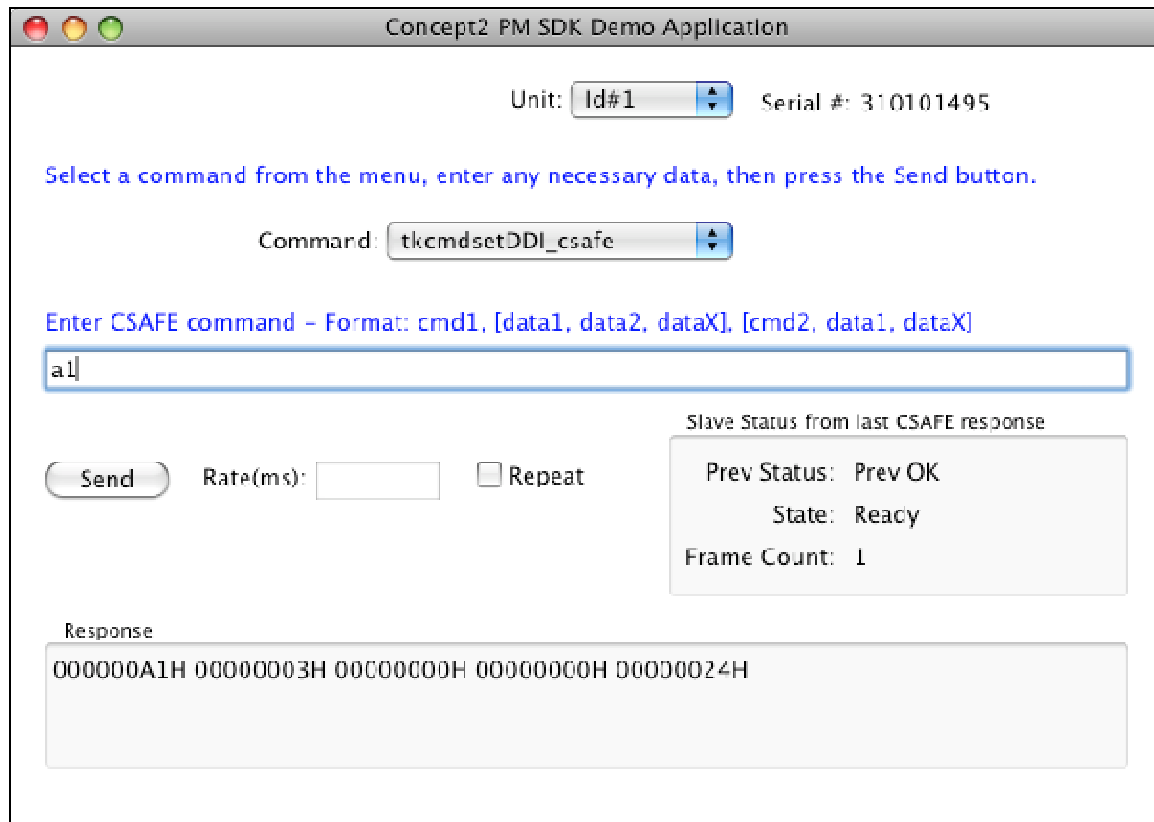 Concept2 PM SDK Demo Application
Unit: Id#1 Serial #: 310101495
Select a command from the menu, enter any necessary data, then press the Send button.
Command: tkcmdsetDDI_csafe
Enter CSAFE command – Format: cmd1, [data1, data2, dataX], [cmd2, data1, dataX]
a1
Slave Status from last CSAFE response
Send Rate(ms): Repeat
Prev Status: Prev OK
State: Ready
Frame Count: 1
Response
000000A1H 00000003H 00000000H 00000000H 00000024H